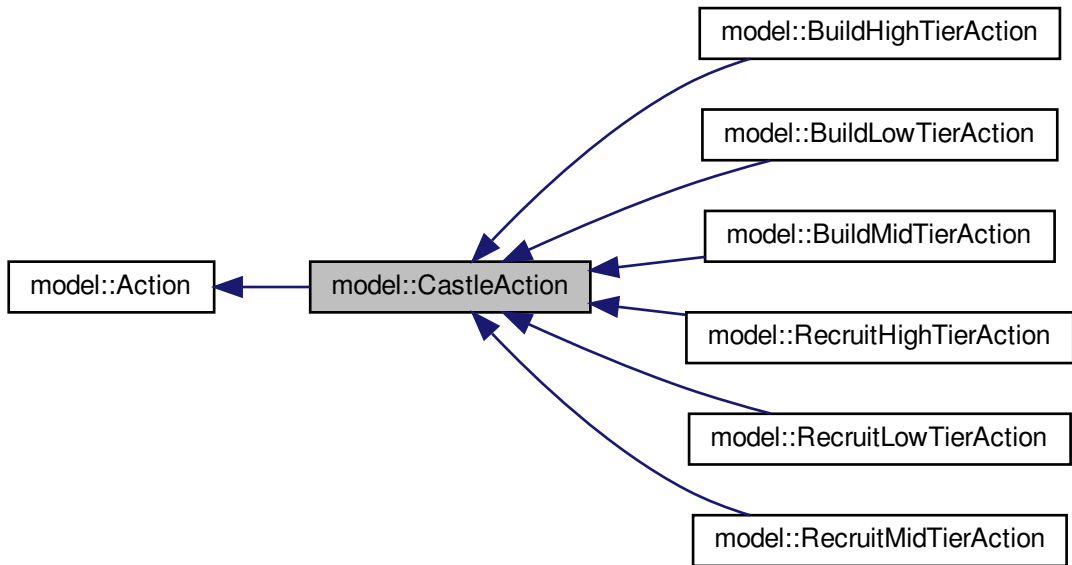 model::Action
model::CastleAction
model::BuildHighTierAction
model::BuildLowTierAction
model::BuildMidTierAction
model::RecruitHighTierAction
model::RecruitLowTierAction
model::RecruitMidTierAction